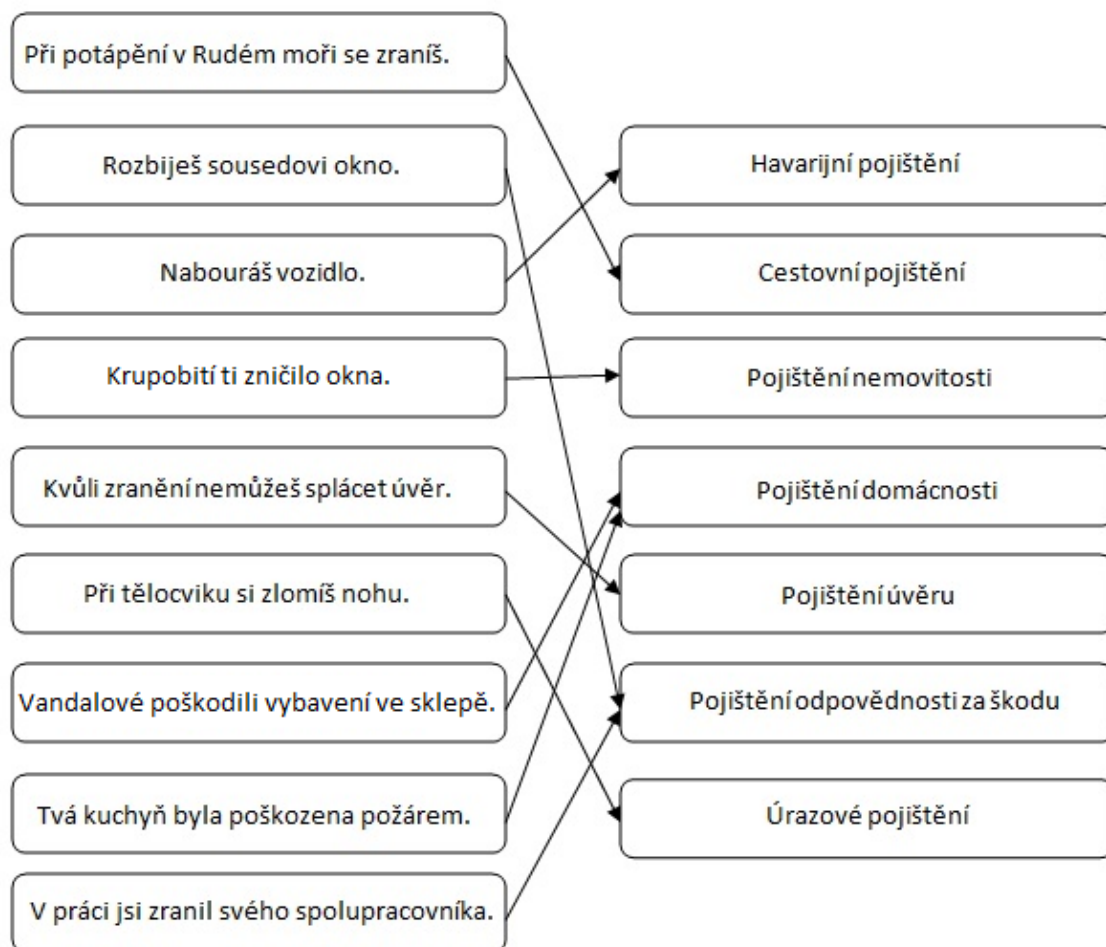 Při potápění v Rudém moři se zraníš.
Rozbiješ sousedovi okno.
Nabouráš vozidlo.
Krupobití ti zničilo okna.
Kvůli zranění nemůžeš splácet úvěr.
Při tělocviku si zlomíš nohu.
Vandalové poškodili vybavení ve sklepě.
Tvá kuchyň byla poškozena požárem.
V práci jsi zranil svého spolupracovníka.
Havarijní pojištění
Cestovní pojištění
Pojištění nemovitosti
Pojištění domácnosti
Pojištění úvěru
Pojištění odpovědnosti za škodu
Úrazové pojištění